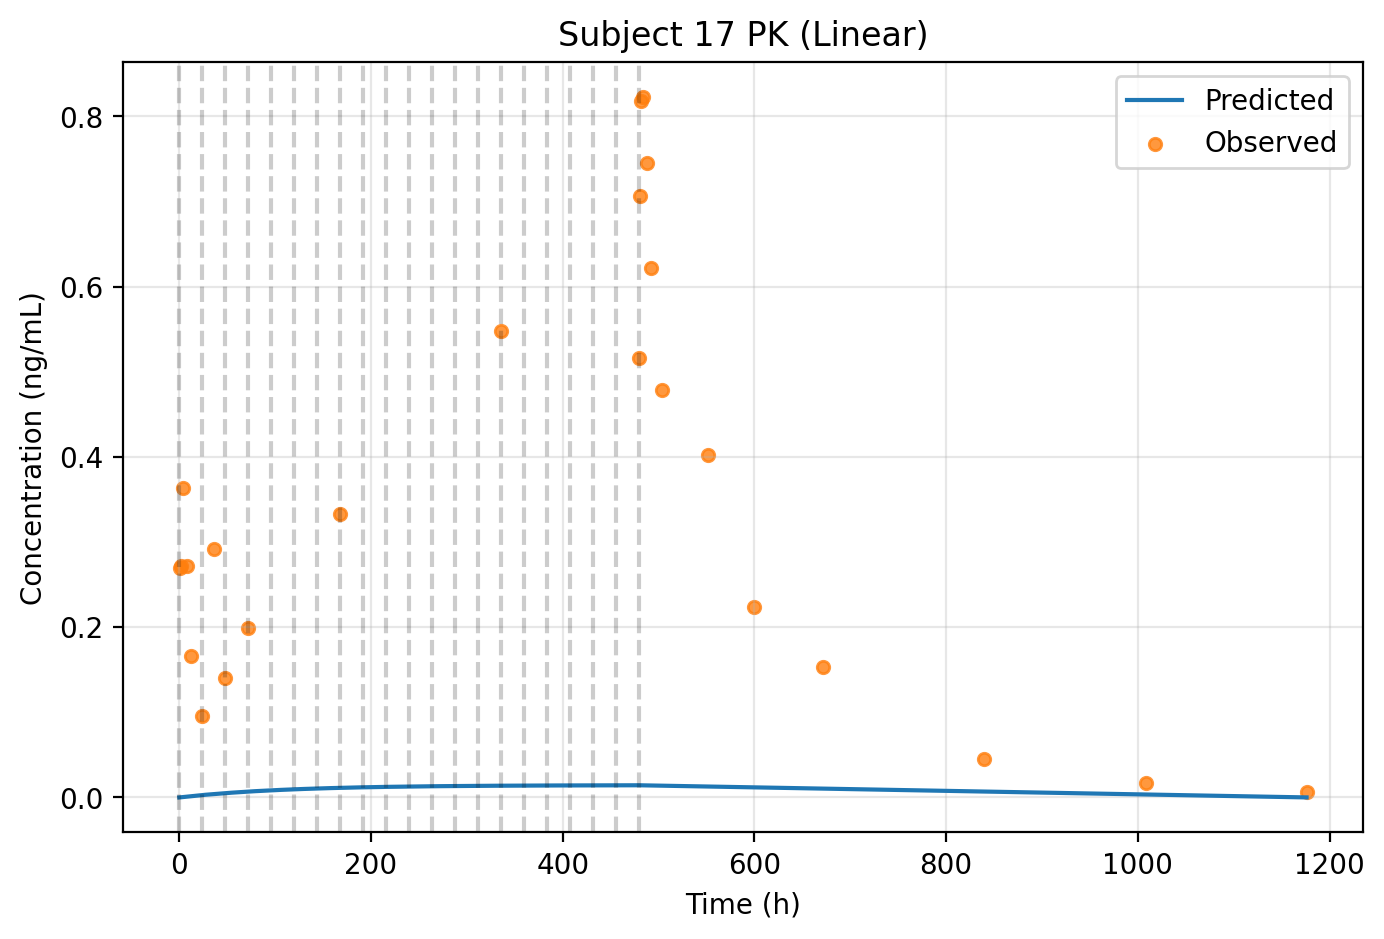 Subject 17 PK (Linear)
Predicted
Observed
Concentration (ng/mL)
0.8
0.6
0.4
0.2
0.0
0
200
400
600
800
1000
1200
Time (h)